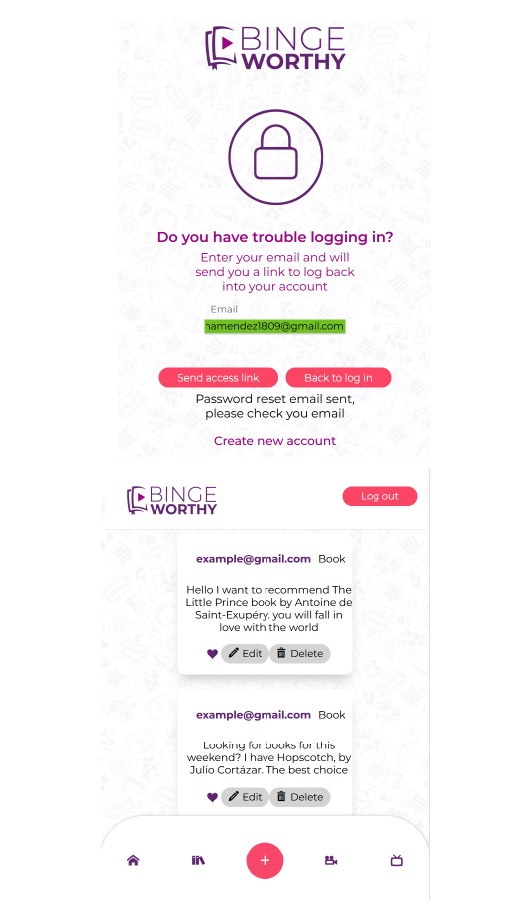 BINGE
WORTHY
Do you have trouble logging in?
Enter your email and will
send you a link to log back
into your account
Email
namendez1809@gmail.com
Send access link
Back to log in
Password reset email sent,
please check you email
Create new account
BINGE
WORTHY
Log out
example@gmail.com Book
Hello I want to recommend The
Little Prince book by Antoine de
Saint-Exupéry. you will fall in
love with the world
Edit
Delete
example@gmail.com Book
Looking for books for this
weekend? I have Hopscotch, by
Julio Cortázar. The best choice
Edit
Delete